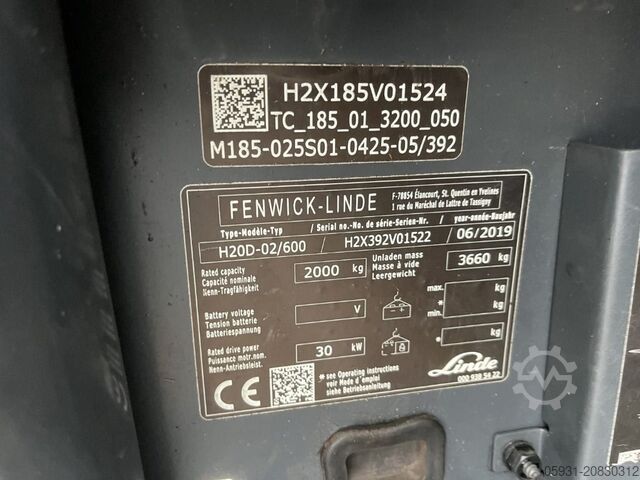 H2X185V01524
TC_185_01_3200_050
M185-025S01-0425-05/392
FENWICK-LINDE
F-78854 Élancourt, St. Quentin en Yvelines
1 rue du Maréchal de Lattre de Tassigny
Type-Modèle-Typ / Serial no.-No. de série-Serien-Nr. / year-année-Baujahr
H20D-02/600 / H2X392V01522 / 06/2019
Rated capacity
Capacité nominale
Nenn-Tragfähigkeit
2000 kg
Unladen mass
Masse à vide
Leergewicht
3660 kg
Battery voltage
Tension batterie
Batteriespannung
V
max.
*
min.
kg
kg
Rated drive power
Puissance motr.nom.
Nenn-Antriebsleist.
30 kW
* kg
CE
* see Operating instructions
voir Mode d'emploi
siehe Betriebsanleitung
Linde
000 938 54 22
05931-20830312